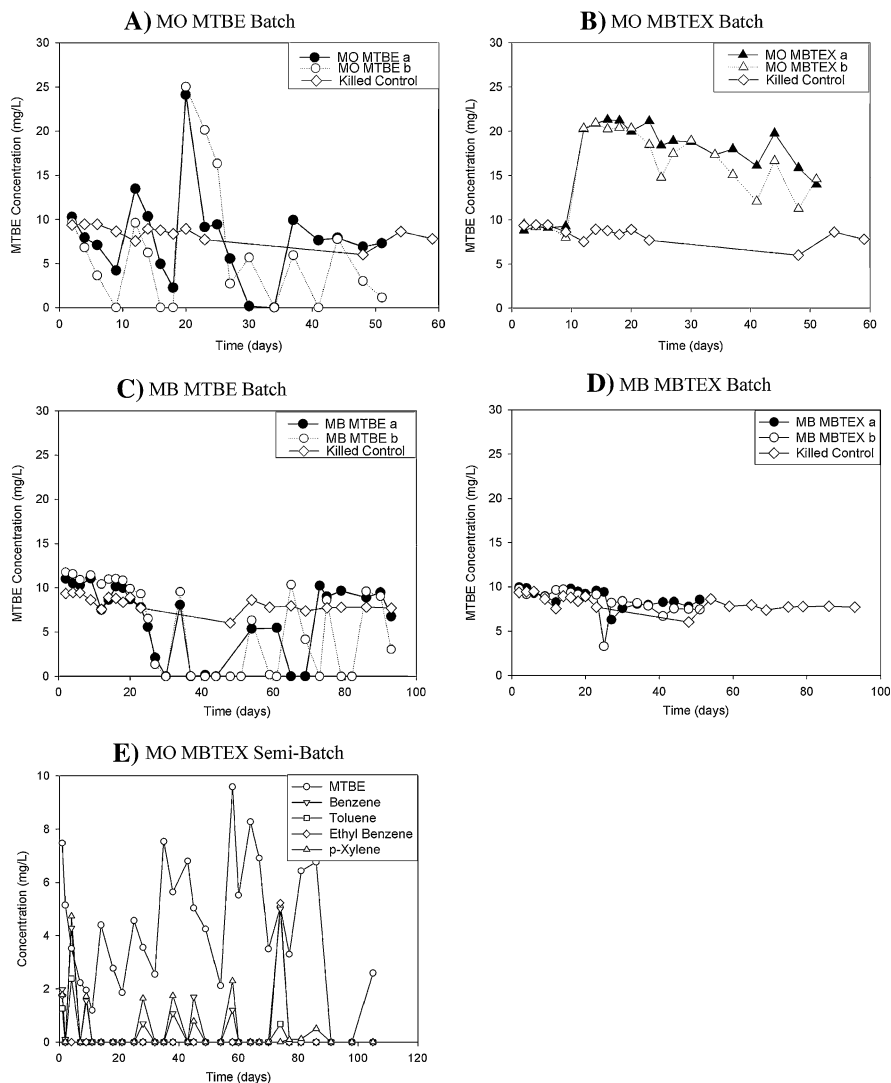 A) MO MTBE Batch
MTBE Concentration (mg/L)
30
25
20
15
10
5
0
MO MTBE a
MO MTBE b
Killed Control
0 10 20 30 40 50 60
Time (days)
B) MO MBTEX Batch
MTBE Concentration (mg/L)
30
25
20
15
10
5
0
MO MBTEX a
MO MBTEX b
Killed Control
0 10 20 30 40 50 60
Time (days)
C) MB MTBE Batch
MTBE Concentration (mg/L)
30
25
20
15
10
5
0
MB MTBE a
MB MTBE b
Killed Control
0 20 40 60 80 100
Time (days)
D) MB MBTEX Batch
MTBE Concentration (mg/L)
30
25
20
15
10
5
0
MB MBTEX a
MB MBTEX b
Killed Control
0 20 40 60 80 100
Time (days)
E) MO MBTEX Semi-Batch
Concentration (mg/L)
10
8
6
4
2
0
MTBE
Benzene
Toluene
Ethyl Benzene
p-Xylene
0 20 40 60 80 100 120
Time (days)